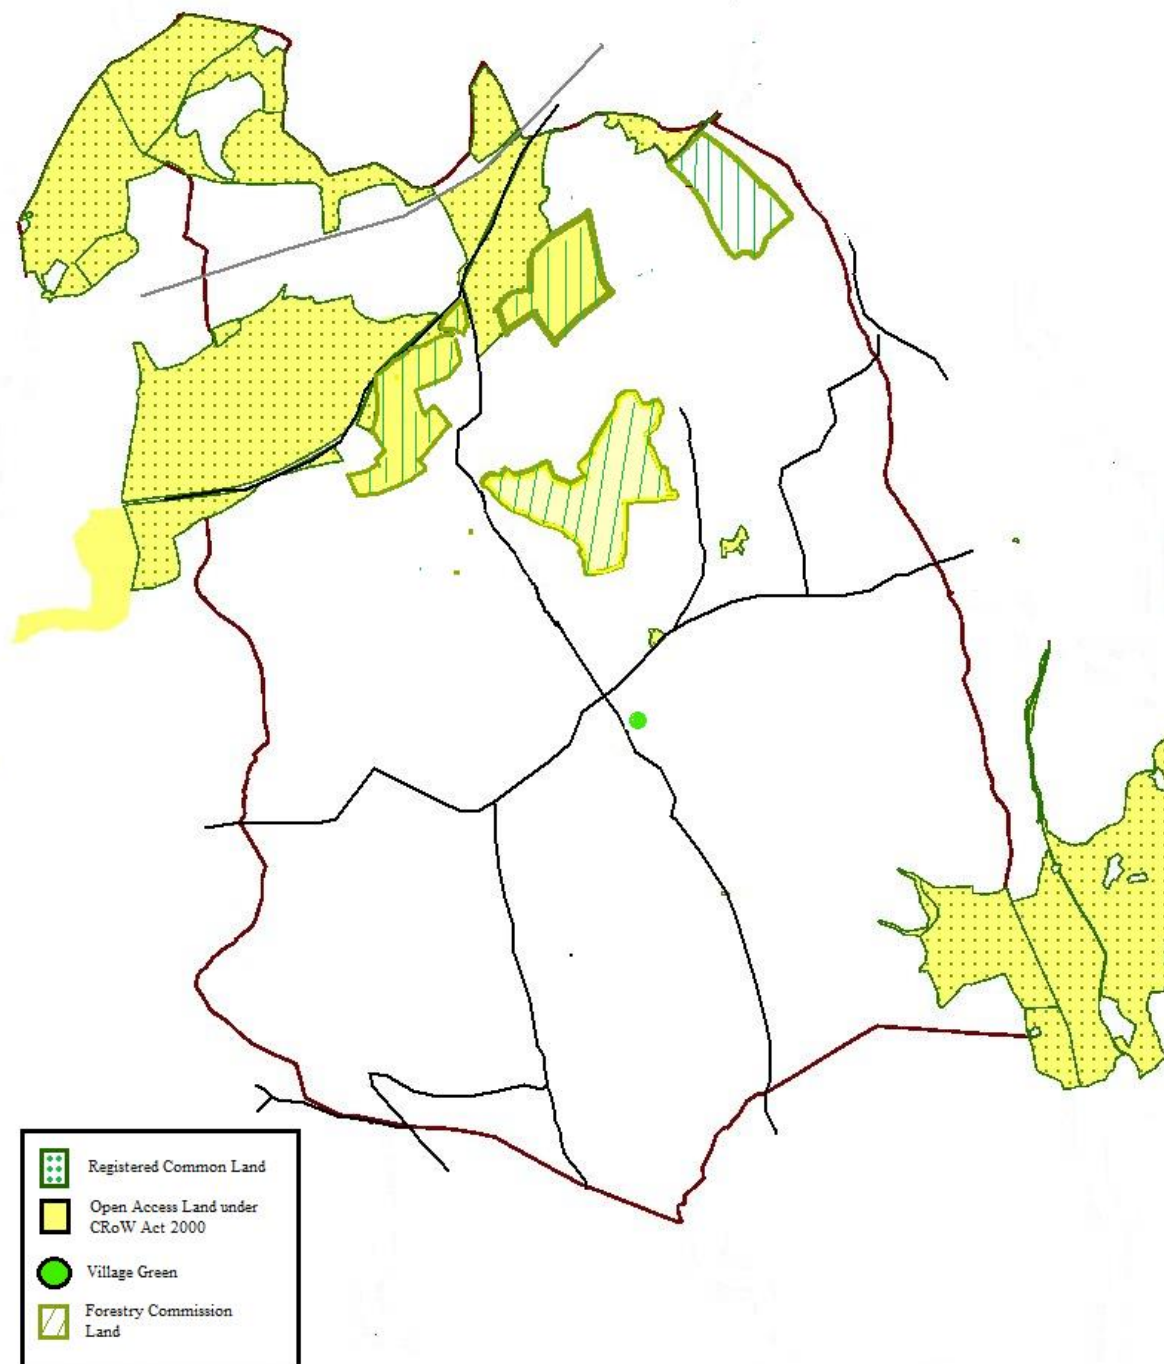 Registered Common Land
Open Access Land under
CRoW Act 2000
Village Green
Forestry Commission
Land